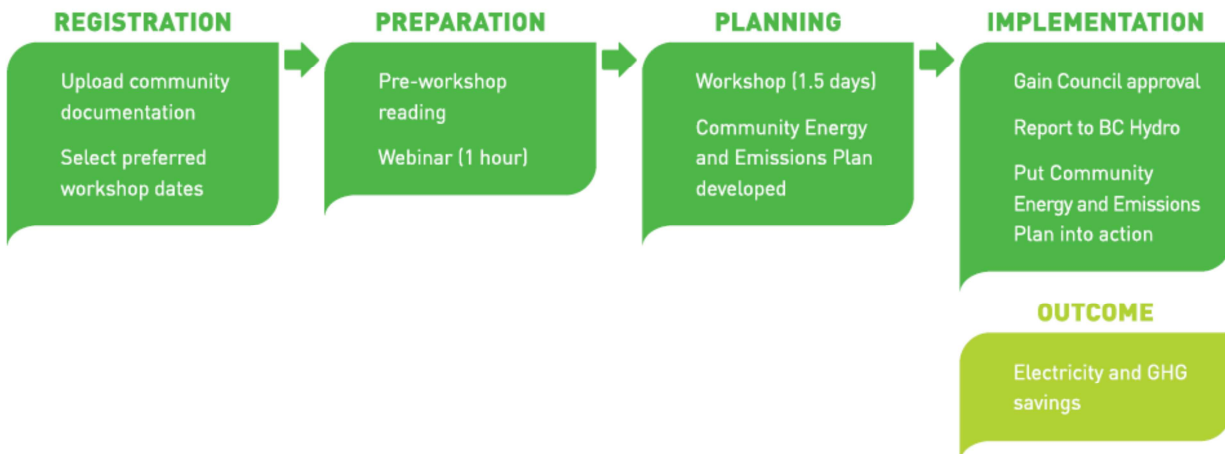 REGISTRATION
Upload community
documentation
Select preferred
workshop dates
PREPARATION
Pre-workshop
reading
Webinar (1 hour)
PLANNING
Workshop (1.5 days)
Community Energy
and Emissions Plan
developed
IMPLEMENTATION
Gain Council approval
Report to BC Hydro
Put Community
Energy and Emissions
Plan into action
OUTCOME
Electricity and GHG
savings